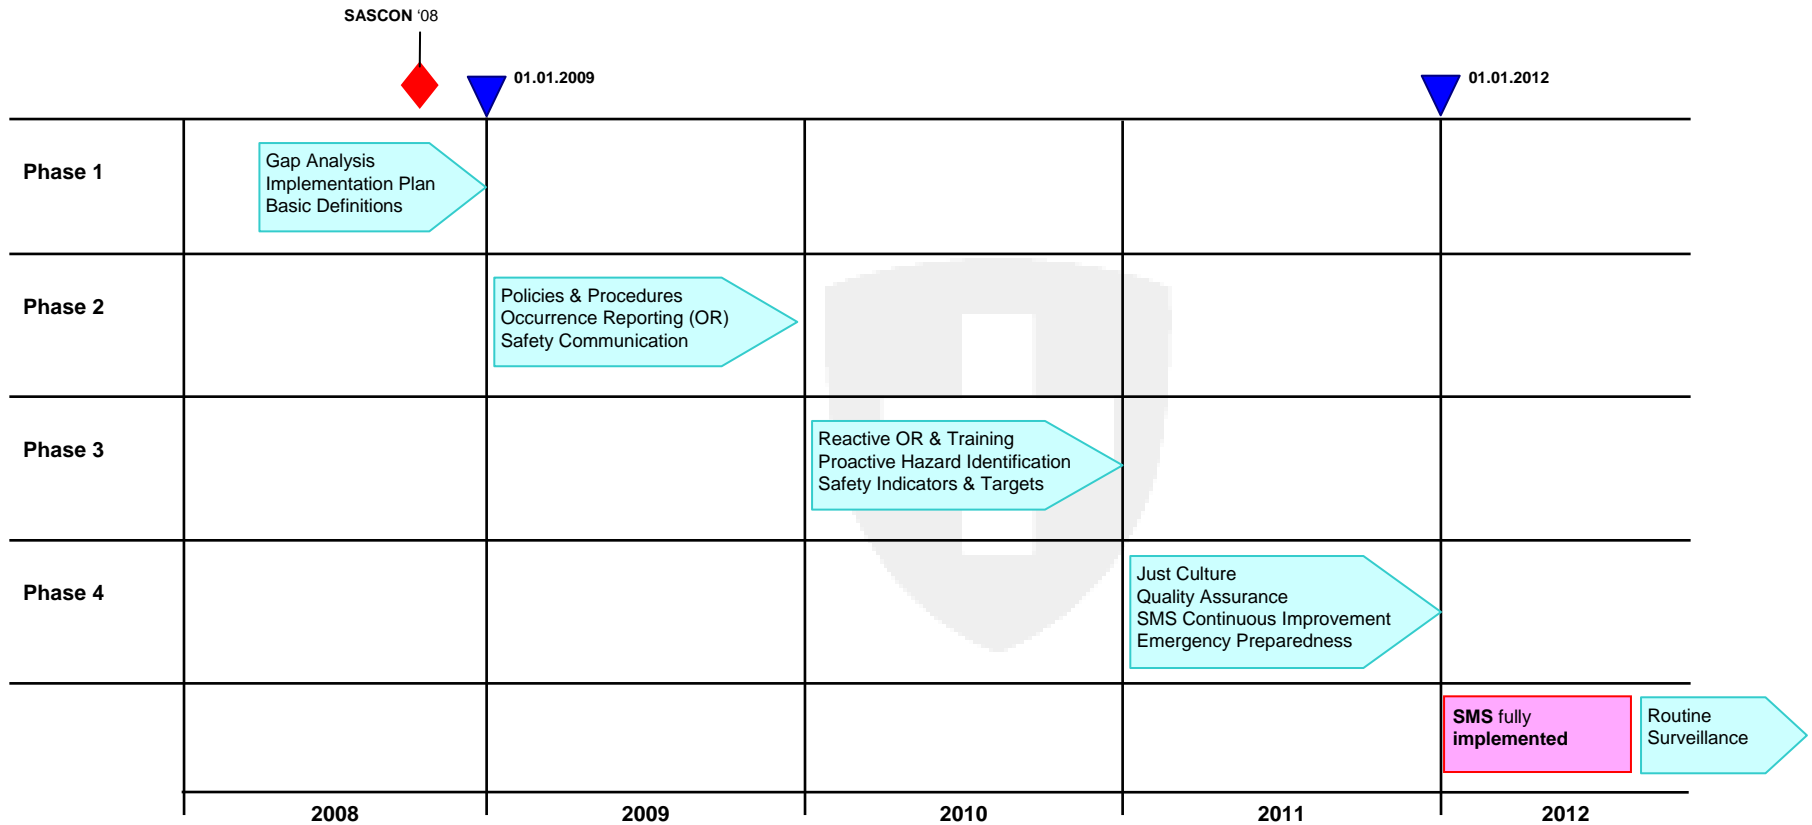 SASCON ‘08
01.01.2009
01.01.2012
Phase 1
Gap Analysis
Implementation Plan
Basic Definitions
Phase 2
Policies & Procedures
Occurrence Reporting (OR)
Safety Communication
Phase 3
Reactive OR & Training
Proactive Hazard Identification
Safety Indicators & Targets
Phase 4
Just Culture
Quality Assurance
SMS Continuous Improvement
Emergency Preparedness
SMS fully
implemented
Routine
Surveillance
2008
2009
2010
2011
2012